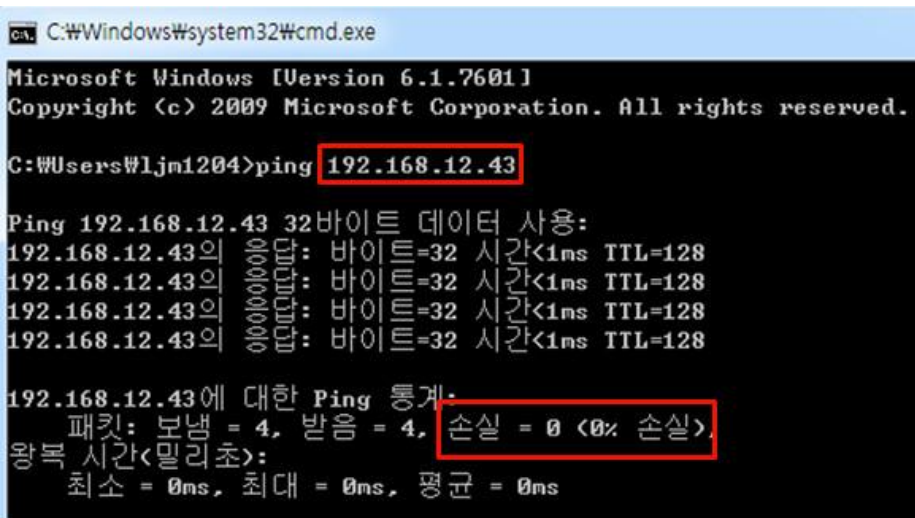 C:\Windows\system32\cmd.exe
Microsoft Windows [Version 6.1.7601]
Copyright (c) 2009 Microsoft Corporation. All rights reserved.
C:₩Users₩ljm1204>ping 192.168.12.43
Ping 192.168.12.43 32바이트 데이터 사용:
192.168.12.43의 응답: 바이트=32 시간<1ms TTL=128
192.168.12.43의 응답: 바이트=32 시간<1ms TTL=128
192.168.12.43의 응답: 바이트=32 시간<1ms TTL=128
192.168.12.43의 응답: 바이트=32 시간<1ms TTL=128
192.168.12.43에 대한 Ping 통계:
패킷: 보냄 = 4, 받음 = 4, 손실 = 0 (0% 손실),
왕복 시간(밀리초):
최소 = 0ms, 최대 = 0ms, 평균 = 0ms